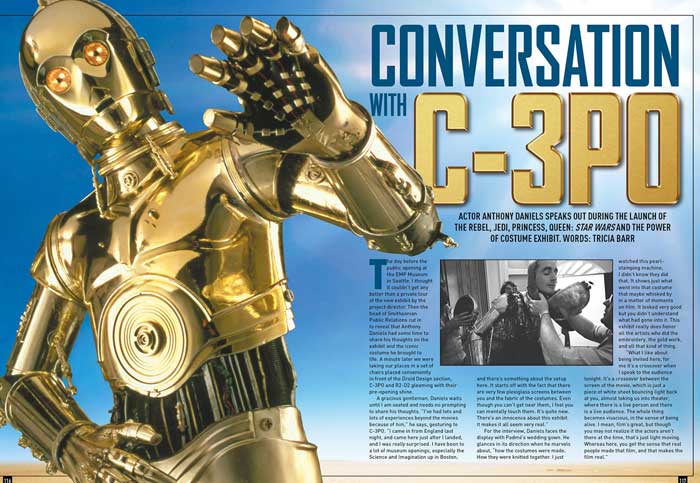 CONVERSATION
WITH
C-3PO
ACTOR ANTHONY DANIELS SPEAKS OUT DURING THE LAUNCH OF
THE REBEL, JEDI, PRINCESS, QUEEN: STAR WARS AND THE POWER
OF COSTUME EXHIBIT. WORDS: TRICIA BARR
The day before the
public opening at
the EMP Museum
in Seattle, I thought
it couldn't get any
better than a private tour
of the new exhibit by the
project director. Then the
head of Smithsonian
Public Relations cut in
to reveal that Anthony
Daniels had some time to
share his thoughts on the
exhibit and the iconic
costume he brought to
life. A minute later we were
taking our places in a set of
chairs placed conveniently
in front of the Droid Design section,
C-3PO and R2-D2 gleaming with their
pre-opening shine.
A gracious gentleman, Daniels waits
until I am seated and needs no prompting
to share his thoughts. "I've had lots and
lots of experiences beyond the movies
because of him," he says, gesturing to
C-3PO. "I came in from England last
night, and came here just after I landed,
and I was really surprised. I have been to
a lot of museum openings, especially the
Science and Imagination up in Boston,
and there's something about the setup
here. It starts off with the fact that there
are very few plexiglass screens between
you and the fabric of the costumes. Even
though you can't get near them, I feel you
can mentally touch them. It's quite new.
There's an innocence about this exhibit.
It makes it all seem very real."
For the interview, Daniels faces the
display with Padmé's wedding gown. He
glances in its direction when he marvels
about, "how the costumes were made.
How they were knitted together. I just
watched this pearl-
stamping machine,
I didn't know they did
that. It shows just what
went into that costume
that maybe whisked by
in a matter of moments
on film. It looked very good
but you didn't understand
what had gone into it. This
exhibit really does honor
all the artists who did the
embroidery, the gold work,
and all that kind of thing.
"What I like about
being invited here, for
me it's a crossover when
I speak to the audience
tonight. It's a crossover between the
screen of the movie, which is just a
piece of white sheet bouncing light back
at you, almost taking us into theater,
where there is a live person and there
is a live audience. The whole thing
becomes vivacious, in the sense of being
alive. I mean, film's great, but though
you may not realize it the actors aren't
there at the time, that's just light moving.
Whereas here, you get the sense that real
people made that film, and that makes the
film real."
116
117